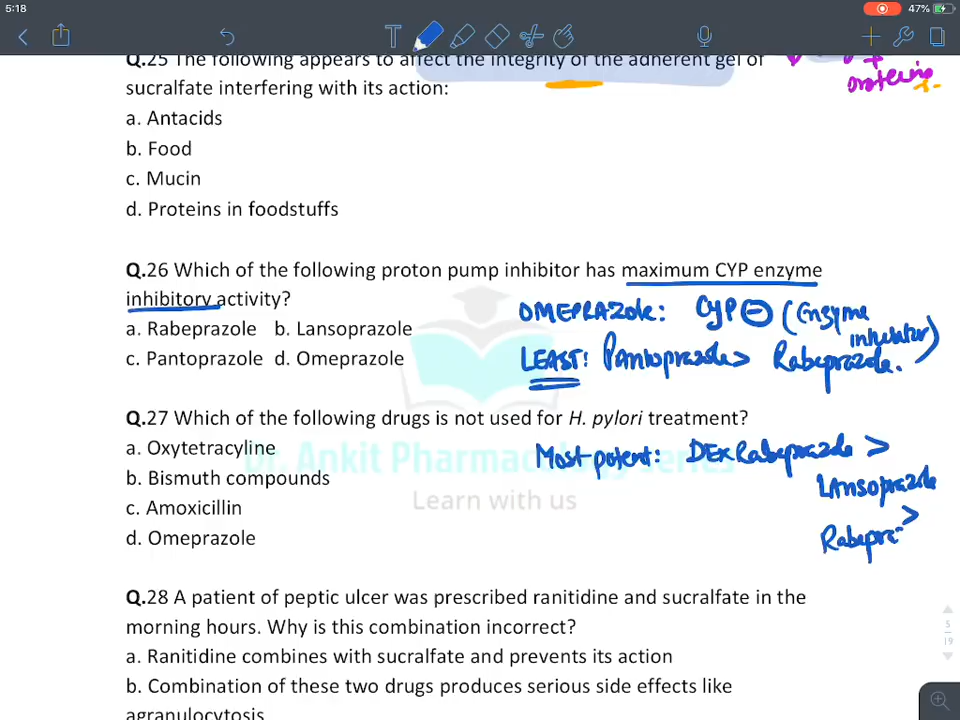 5:18
47%
T
Q.25 The following appears to affect the integrity of the adherent gel of
sucralfate interfering with its action:
proteins
a. Antacids
b. Food
c. Mucin
d. Proteins in foodstuffs
Q.26 Which of the following proton pump inhibitor has maximum CYP enzyme
inhibitory activity?
OMEPRAZole: CYP ⊖ (Enzyme
inhibitor)
a. Rabeprazole b. Lansoprazole
c. Pantoprazole d. Omeprazole
LEAST: PANtoprazole > Rabeprazole.
Q.27 Which of the following drugs is not used for H. pylori treatment?
a. Oxytetracyline
Most potent: DExRabeprazole >
LAnsoprazole
>
Rabepra
b. Bismuth compounds
c. Amoxicillin
d. Omeprazole
Dr. Ankit Pharmacology series
Learn with us
Q.28 A patient of peptic ulcer was prescribed ranitidine and sucralfate in the
morning hours. Why is this combination incorrect?
a. Ranitidine combines with sucralfate and prevents its action
b. Combination of these two drugs produces serious side effects like
agranulocytosis
5
19